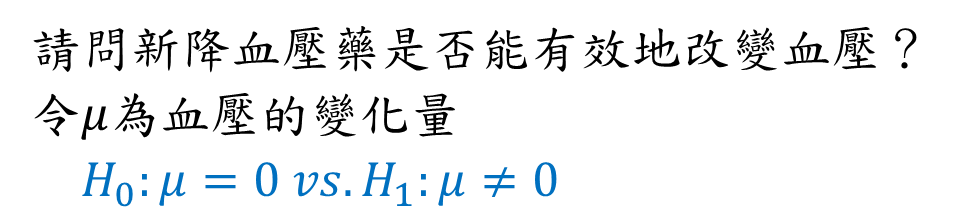 請問新降血壓藥是否能有效地改變血壓？
令μ為血壓的變化量
H₀: μ = 0 vs. H₁: μ ≠ 0